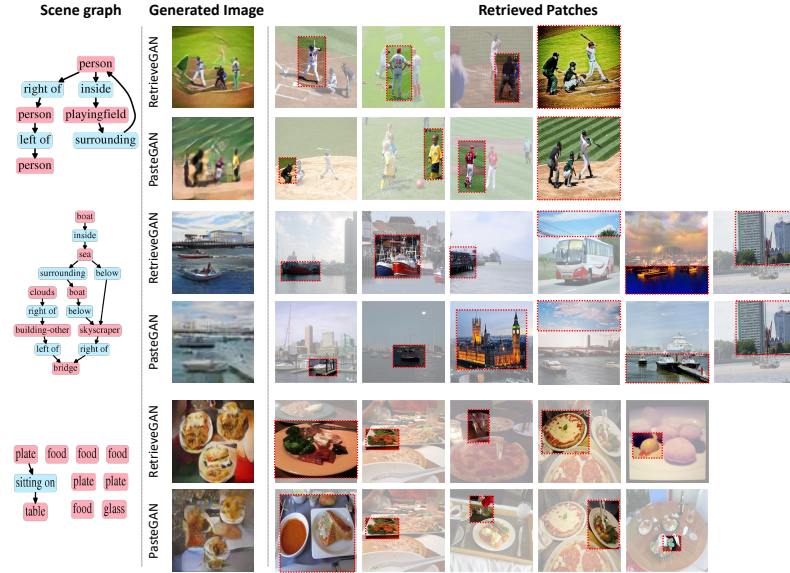 Scene graph
Generated Image
Retrieved Patches
person
right of
inside
person
playingfield
left of
surrounding
person
RetrieveGAN
PasteGAN
boat
inside
sea
surrounding
below
clouds
boat
right of
below
building-other
skyscraper
left of
right of
bridge
RetrieveGAN
PasteGAN
plate
food
food
food
sitting on
plate
plate
table
food
glass
RetrieveGAN
PasteGAN